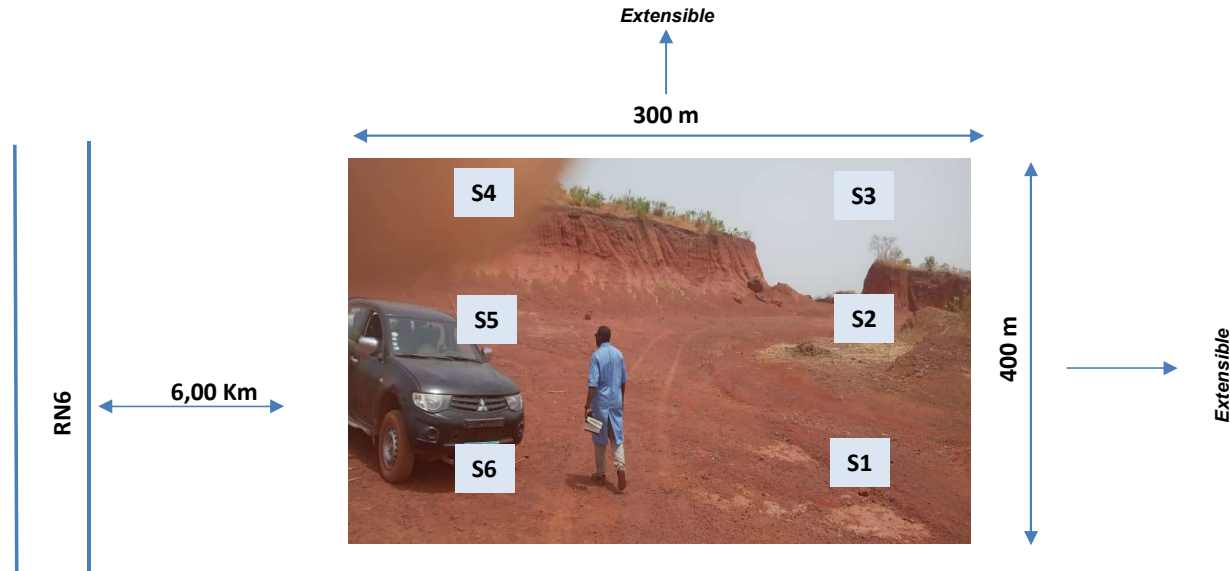 Extensible
300 m
S4
S3
S5
S2
400 m
Extensible
RN6
6,00 Km
S6
S1